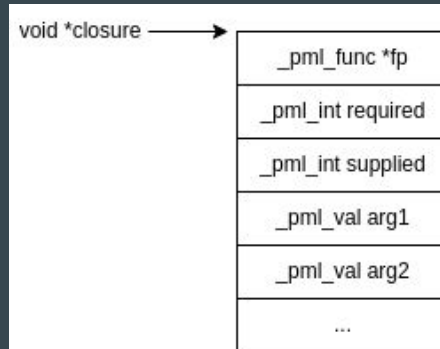 void *closure
_pml_func *fp
_pml_int required
_pml_int supplied
_pml_val arg1
_pml_val arg2
...